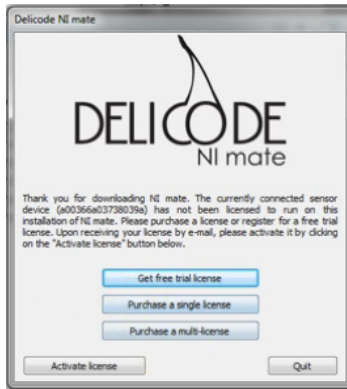 Delicode NI mate
DELICODE
NI mate
Thank you for downloading NI mate. The currently connected sensor
device (a00366a03738039a) has not been licensed to run on this
installation of NI mate. Please purchase a license or register for a free trial
license. Upon receiving your license by e-mail, please activate it by clicking
on the "Activate license" button below.
Get free trial license
Purchase a single license
Purchase a multi-license
Activate license
Quit